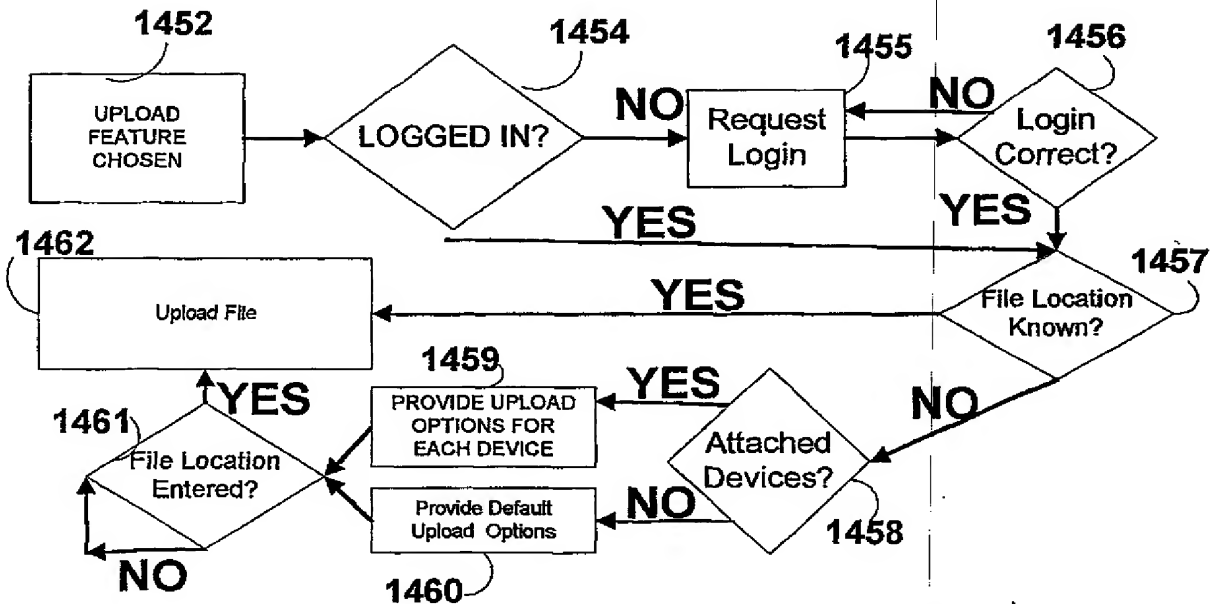 1452
1454
1455
1456
UPLOAD
FEATURE
CHOSEN
LOGGED IN?
NO
Request
Login
NO
Login
Correct?
YES
YES
1462
1457
Upload File
YES
File Location
Known?
1459
YES
NO
1461
YES
PROVIDE UPLOAD
OPTIONS FOR
EACH DEVICE
File Location
Entered?
Attached
Devices?
Provide Default
Upload Options
NO
1458
NO
1460